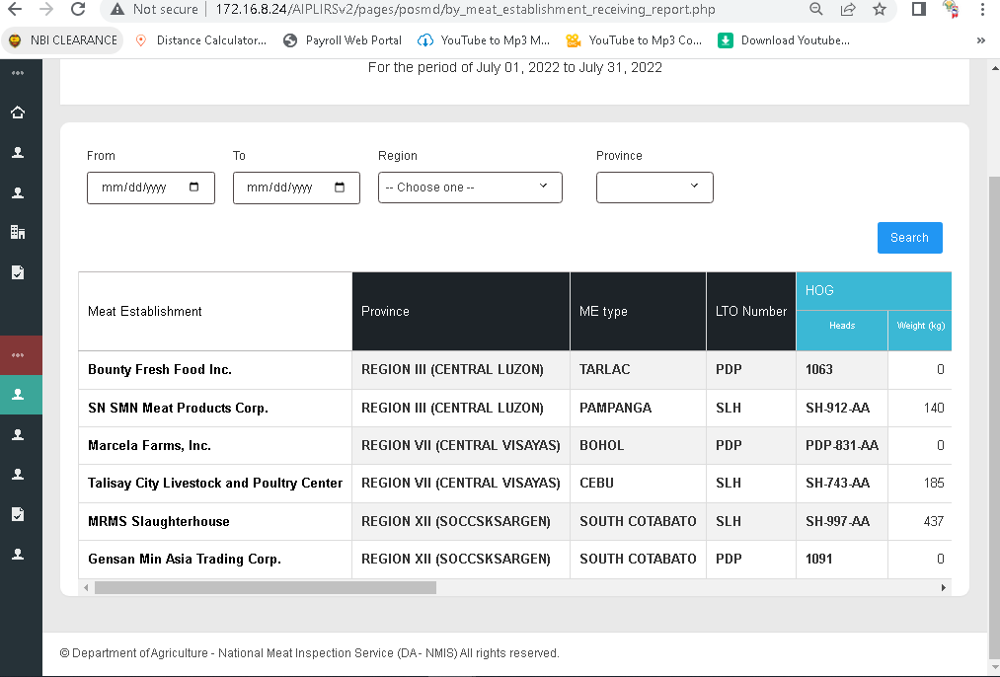 Not secure | 172.16.8.24/AIPLIRSv2/pages/posmd/by_meat_establishment_receiving_report.php
NBI CLEARANCE Distance Calculator... Payroll Web Portal YouTube to Mp3 M... YouTube to Mp3 Co... Download Youtube... »
For the period of July 01, 2022 to July 31, 2022
From To Region Province
mm/dd/yyyy mm/dd/yyyy -- Choose one --
Search
Meat Establishment Province ME type LTO Number HOG
Heads Weight (kg)
Bounty Fresh Food Inc. REGION III (CENTRAL LUZON) TARLAC PDP 1063 0
SN SMN Meat Products Corp. REGION III (CENTRAL LUZON) PAMPANGA SLH SH-912-AA 140
Marcela Farms, Inc. REGION VII (CENTRAL VISAYAS) BOHOL PDP PDP-831-AA 0
Talisay City Livestock and Poultry Center REGION VII (CENTRAL VISAYAS) CEBU SLH SH-743-AA 185
MRMS Slaughterhouse REGION XII (SOCCSKSARGEN) SOUTH COTABATO SLH SH-997-AA 437
Gensan Min Asia Trading Corp. REGION XII (SOCCSKSARGEN) SOUTH COTABATO PDP 1091 0
© Department of Agriculture - National Meat Inspection Service (DA - NMIS) All rights reserved.